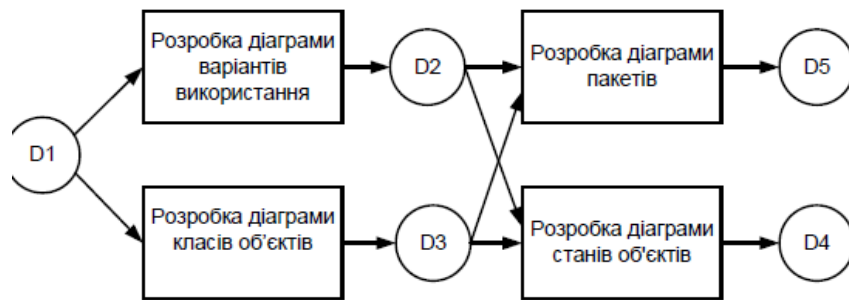 Розробка діаграми
варіантів
використання
D2
Розробка діаграми
пакетів
D5
D1
Розробка діаграми
класів об'єктів
D3
Розробка діаграми
станів об'єктів
D4